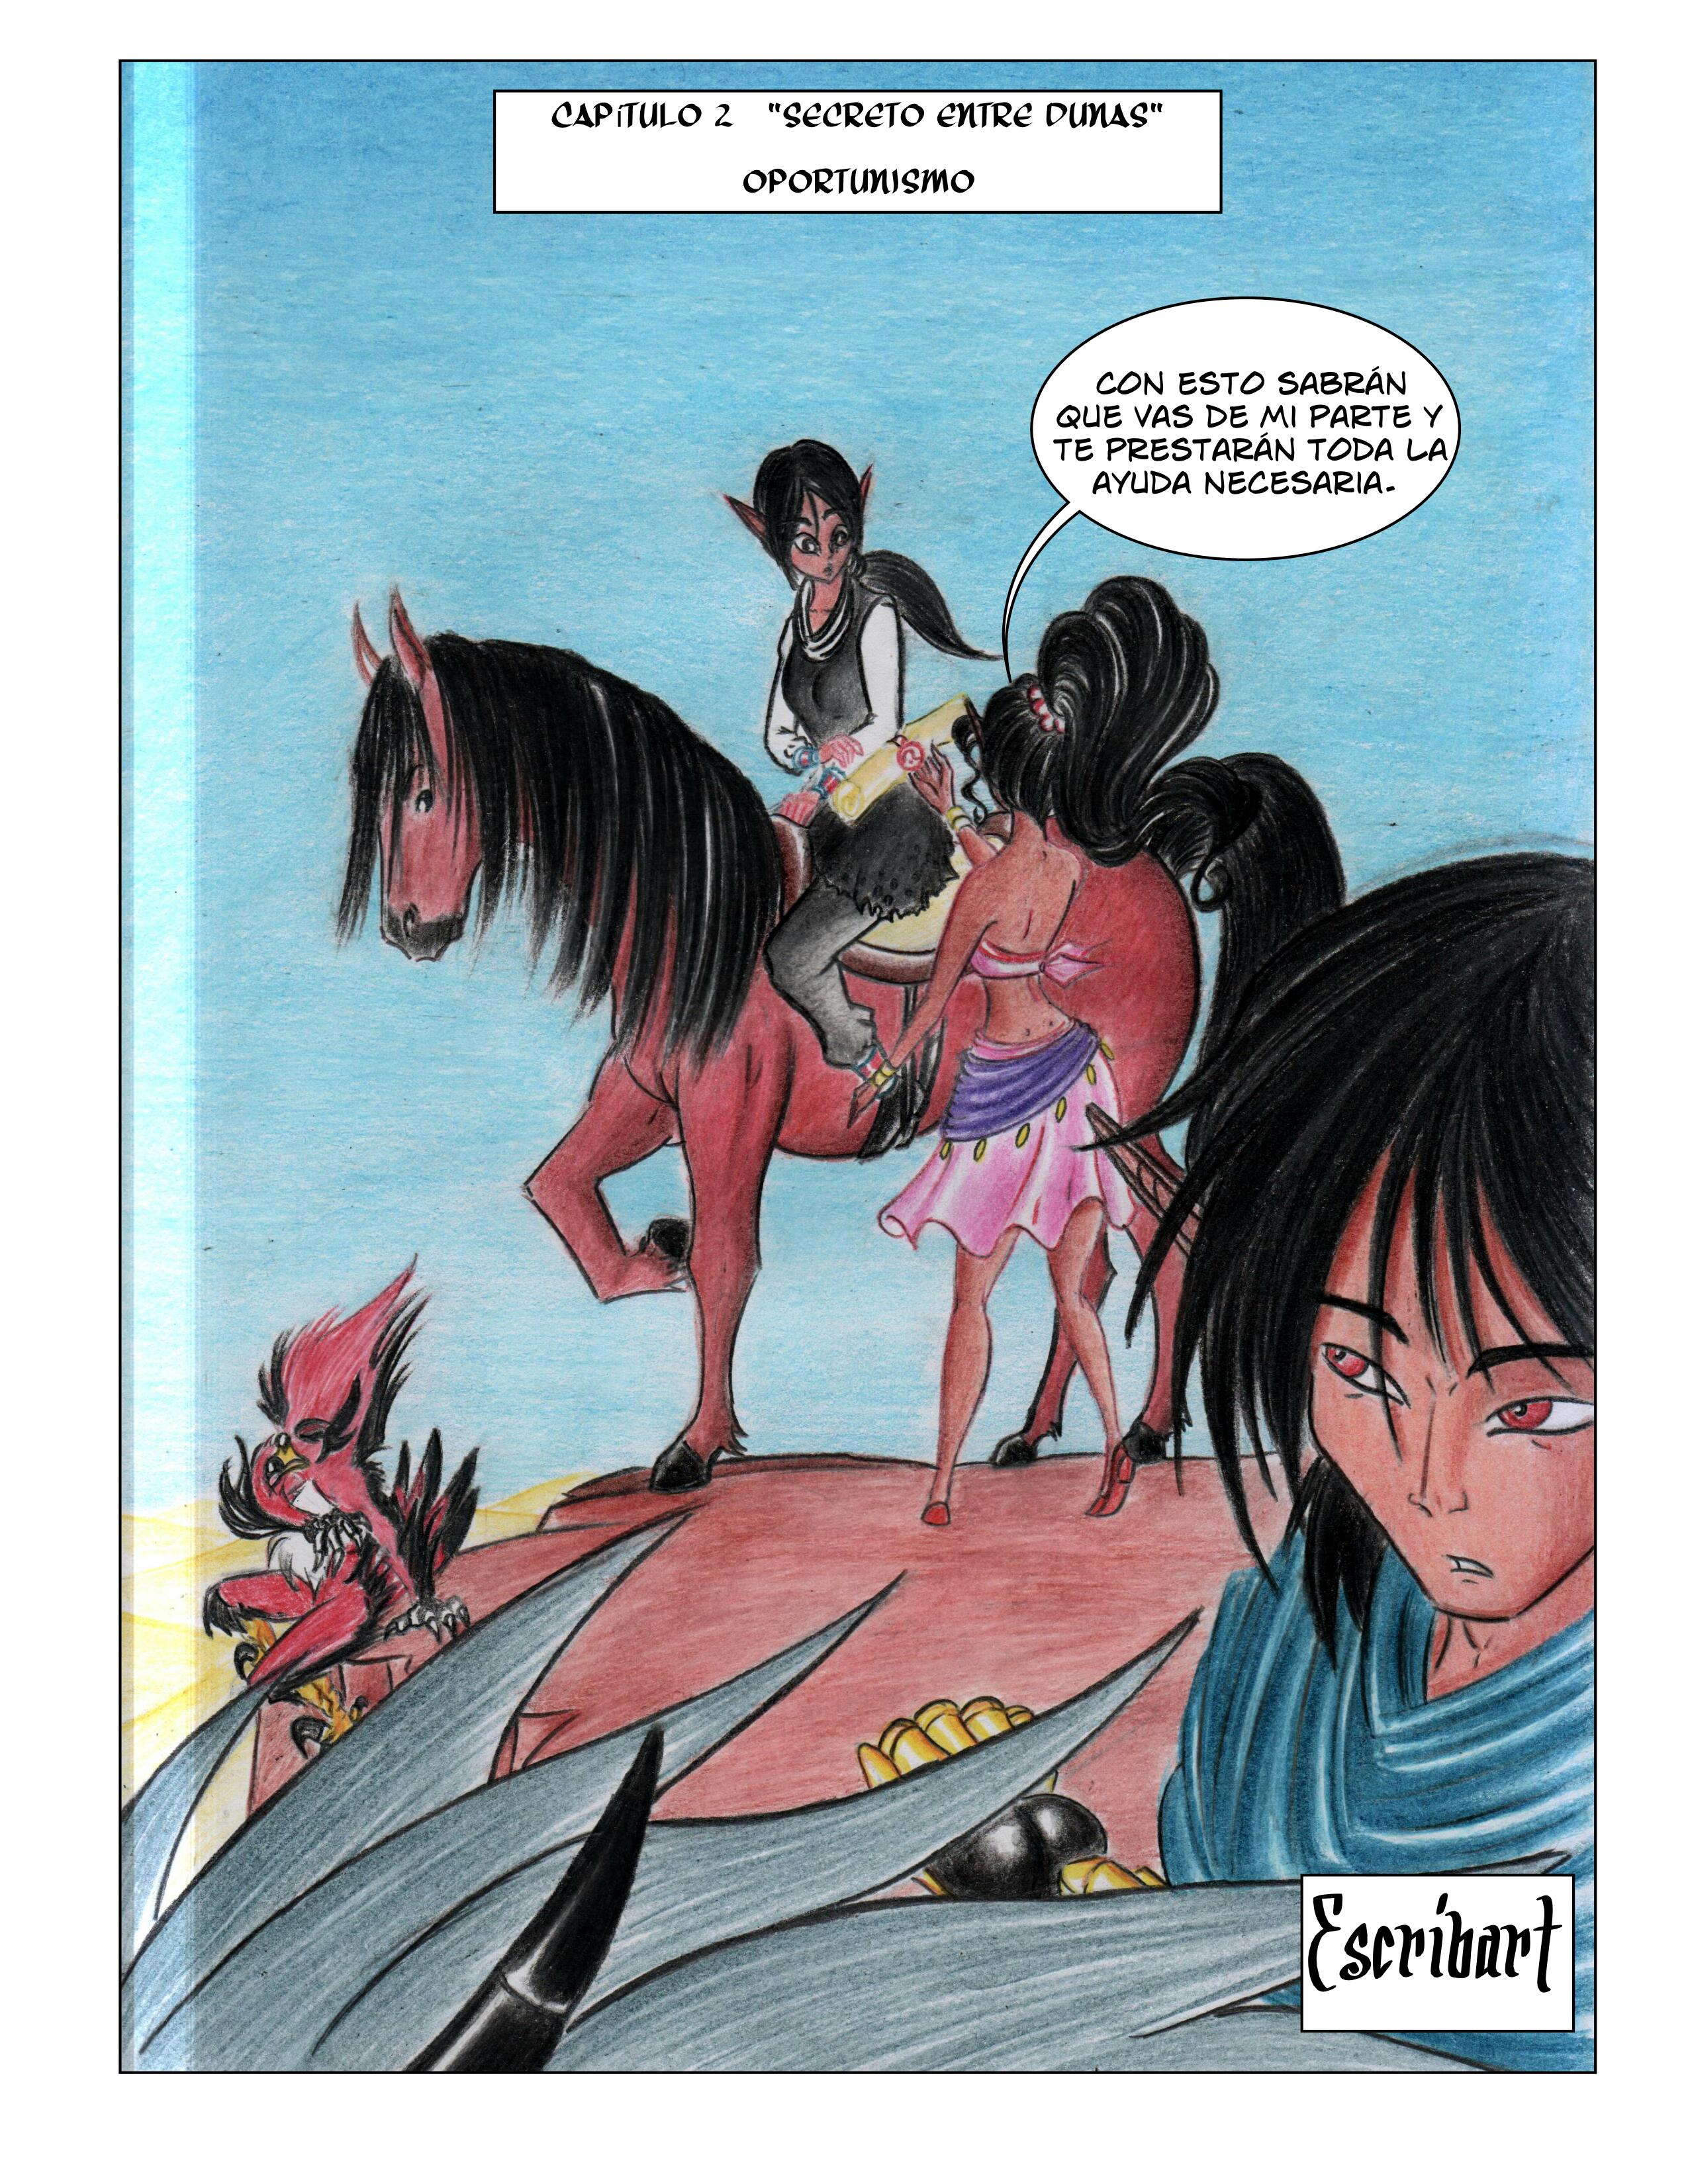 CAPíTULO 2 "SECRETO ENTRE DUNAS"
OPORTUNISMO
CON ESTO SABRÁN
QUE VAS DE MI PARTE Y
TE PRESTARÁN TODA LA
AYUDA NECESARIA.
Escribart